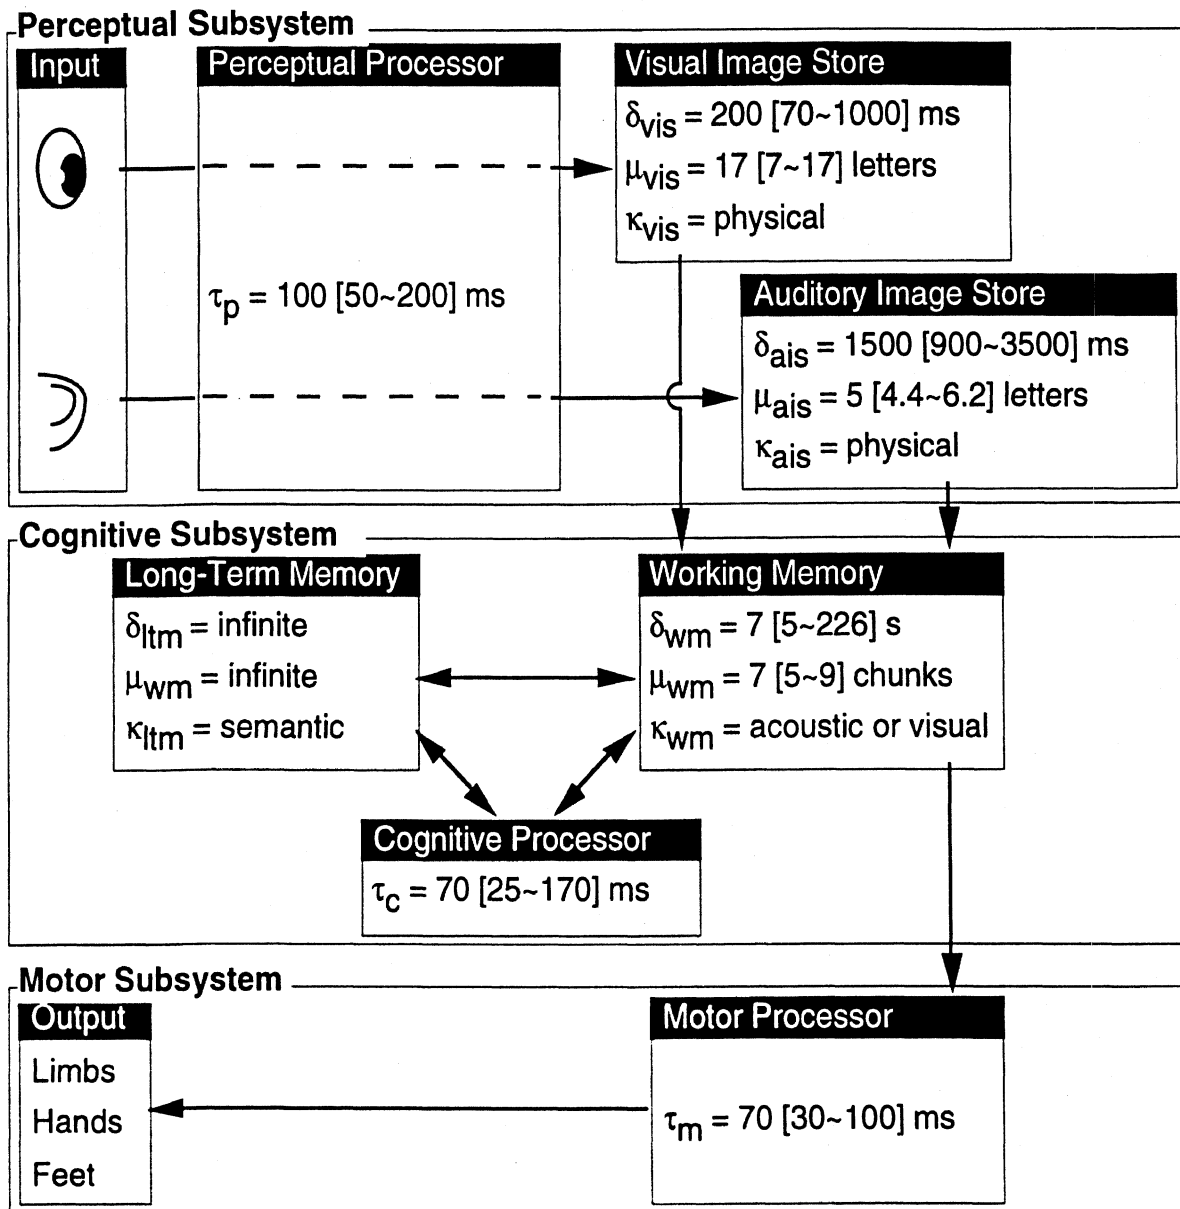 Perceptual Subsystem
Input
Perceptual Processor
τp = 100 [50~200] ms
Visual Image Store
δvis = 200 [70~1000] ms
μvis = 17 [7~17] letters
κvis = physical
Auditory Image Store
δais = 1500 [900~3500] ms
μais = 5 [4.4~6.2] letters
κais = physical
Cognitive Subsystem
Long-Term Memory
δltm = infinite
μwm = infinite
κltm = semantic
Working Memory
δwm = 7 [5~226] s
μwm = 7 [5~9] chunks
κwm = acoustic or visual
Cognitive Processor
τc = 70 [25~170] ms
Motor Subsystem
Output
Limbs
Hands
Feet
Motor Processor
τm = 70 [30~100] ms